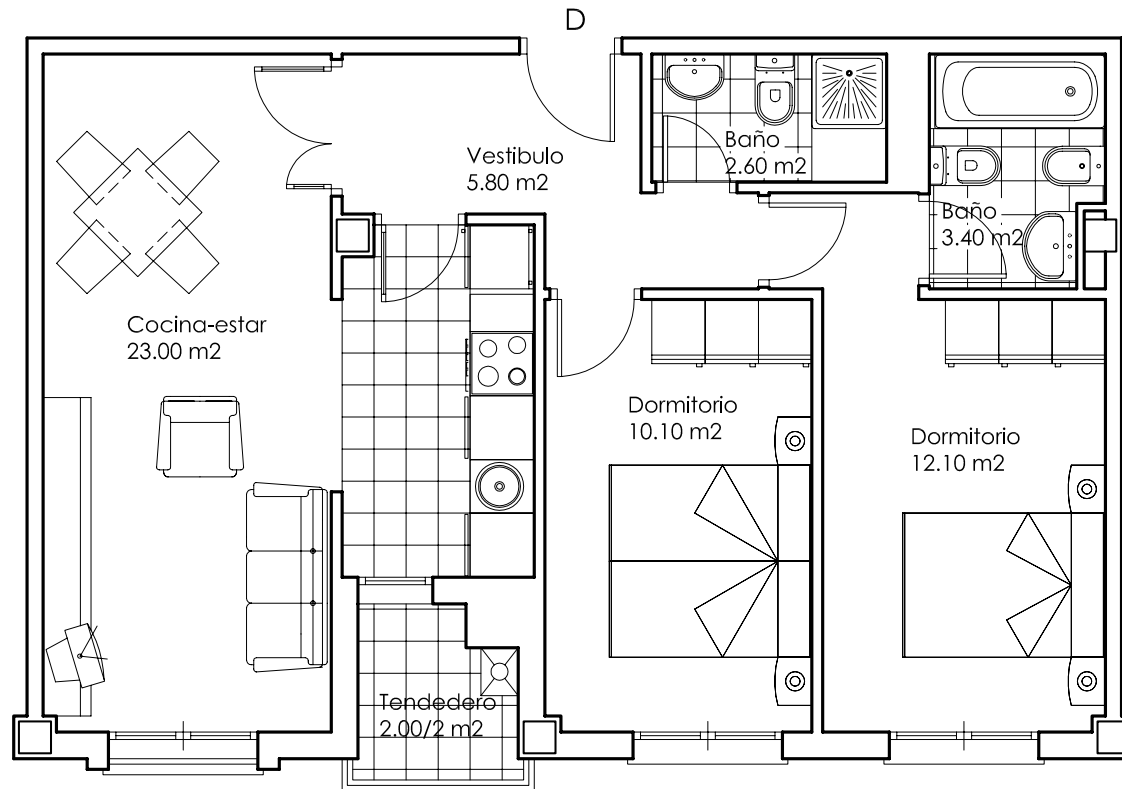 D
Vestibulo
5.80 m2
Baño
2.60 m2
Baño
3.40 m2
Cocina-estar
23.00 m2
Dormitorio
10.10 m2
Dormitorio
12.10 m2
Tendedero
2.00/2 m2